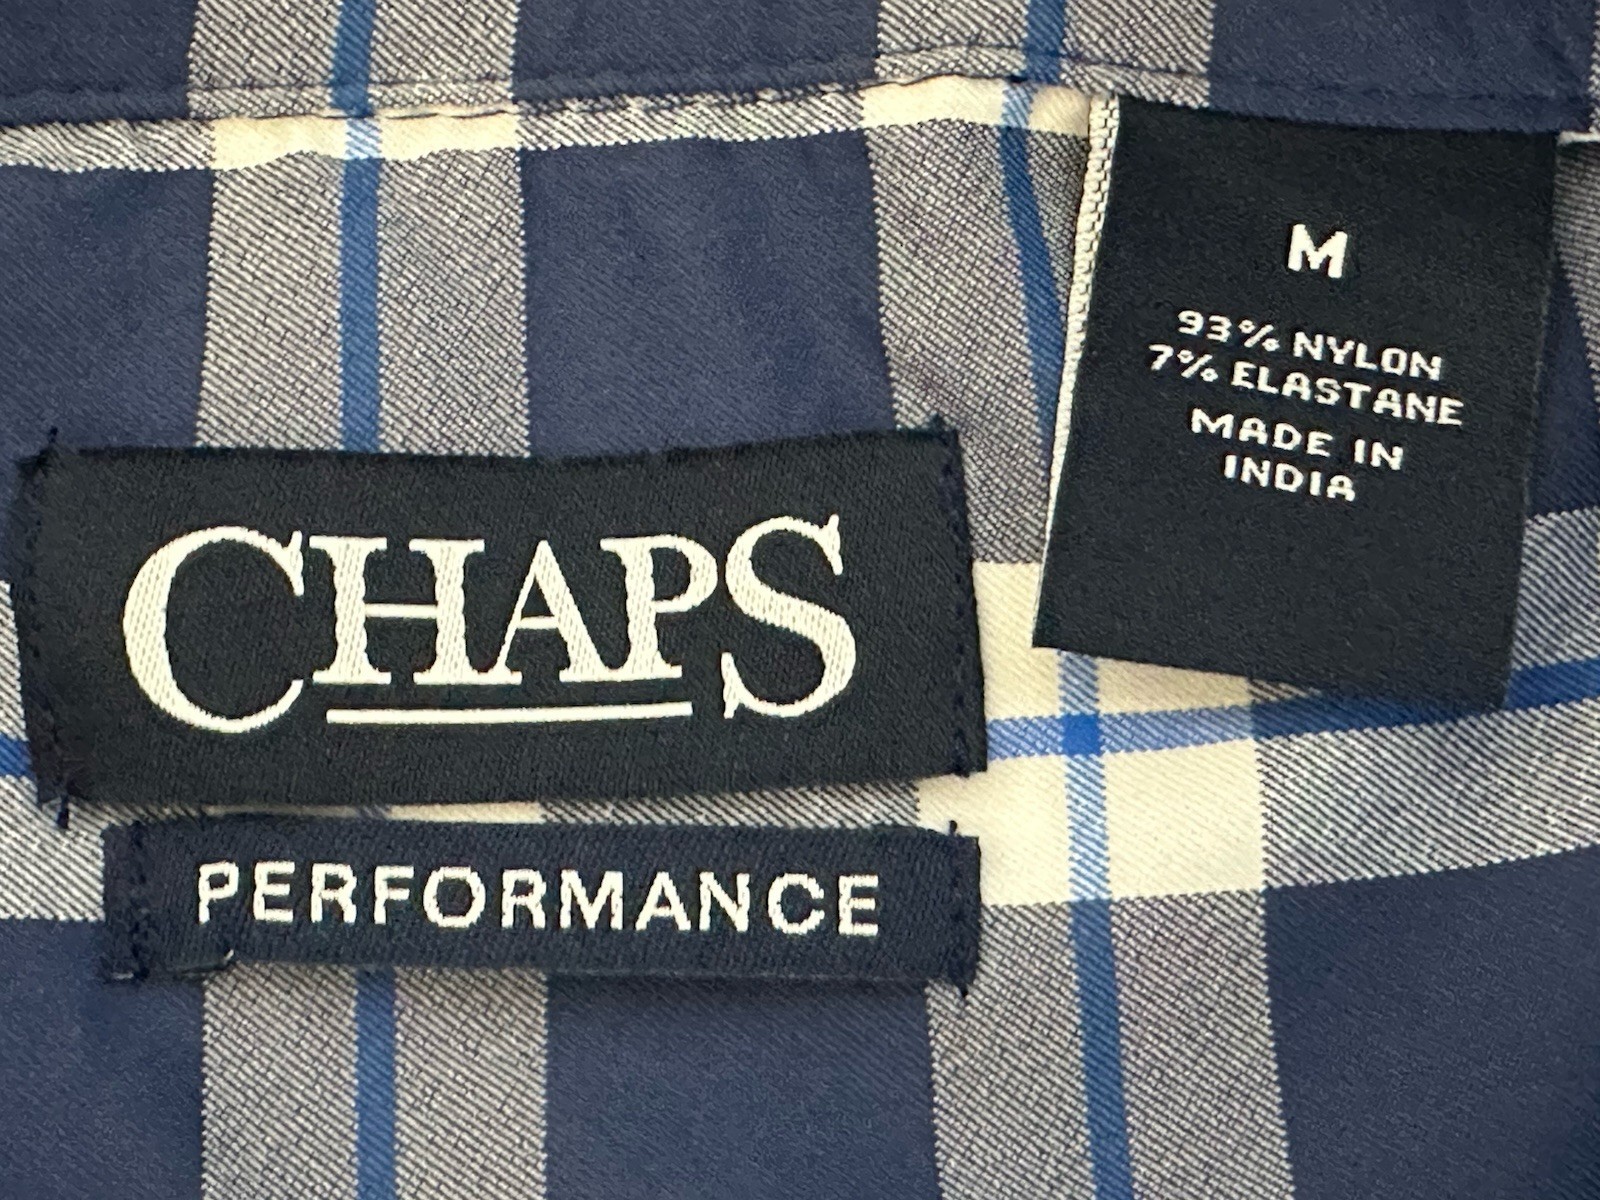 CHAPS
PERFORMANCE
M
93% NYLON
7% ELASTANE
MADE IN
INDIA